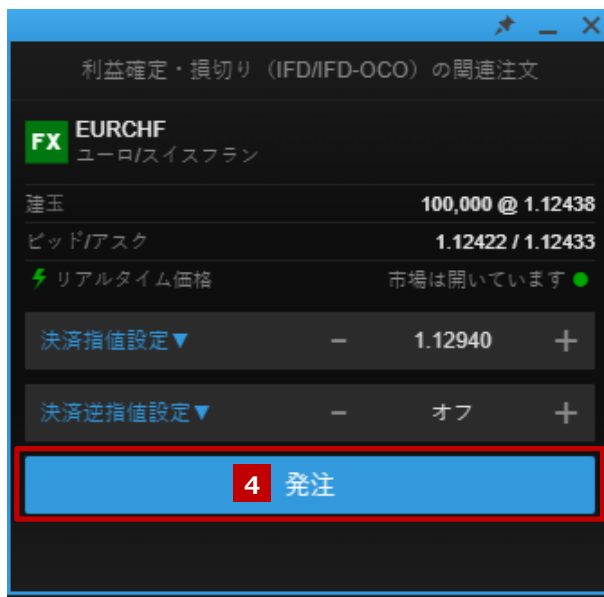 利益確定・損切り（IFD/IFD-OCO）の関連注文
FX EURCHF
ユーロ/スイスフラン
建玉 100,000 @ 1.12438
ビッド/アスク 1.12422 / 1.12433
リアルタイム価格 市場は開いています
決済指値設定▼ − 1.12940 +
決済逆指値設定▼ − オフ +
4 発注